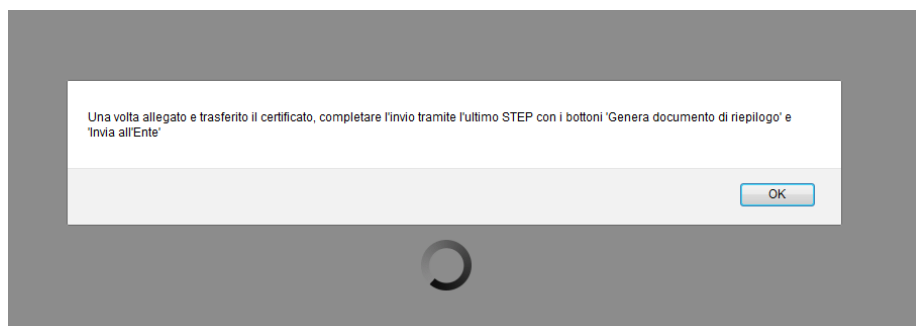 Una volta allegato e trasferito il certificato, completare l'invio tramite l'ultimo STEP con i bottoni 'Genera documento di riepilogo' e
'Invia all'Ente'
OK